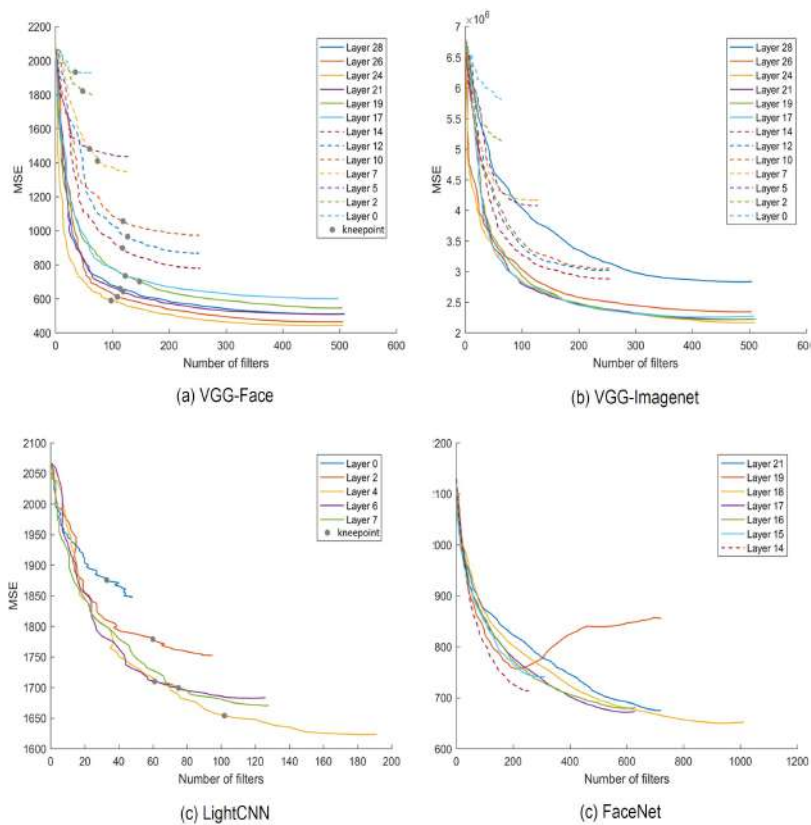 2200
2000
1800
1600
1400
1200
1000
800
600
400
MSE
0 100 200 300 400 500 600
Number of filters
Layer 28
Layer 26
Layer 24
Layer 21
Layer 19
Layer 17
Layer 14
Layer 12
Layer 10
Layer 7
Layer 5
Layer 2
Layer 0
kneepoint
(a) VGG-Face
×10⁶
7
6.5
6
5.5
5
4.5
4
3.5
3
2.5
2
MSE
0 100 200 300 400 500 600
Number of filters
Layer 28
Layer 26
Layer 24
Layer 21
Layer 19
Layer 17
Layer 14
Layer 12
Layer 10
Layer 7
Layer 5
Layer 2
Layer 0
(b) VGG-Imagenet
2100
2050
2000
1950
1900
1850
1800
1750
1700
1650
1600
MSE
0 20 40 60 80 100 120 140 160 180 200
Number of filters
Layer 0
Layer 2
Layer 4
Layer 6
Layer 7
kneepoint
(c) LightCNN
200
100
900
800
700
600
0 200 400 600 800 1000 1200
Number of filters
Layer 21
Layer 19
Layer 18
Layer 17
Layer 16
Layer 15
Layer 14
(c) FaceNet